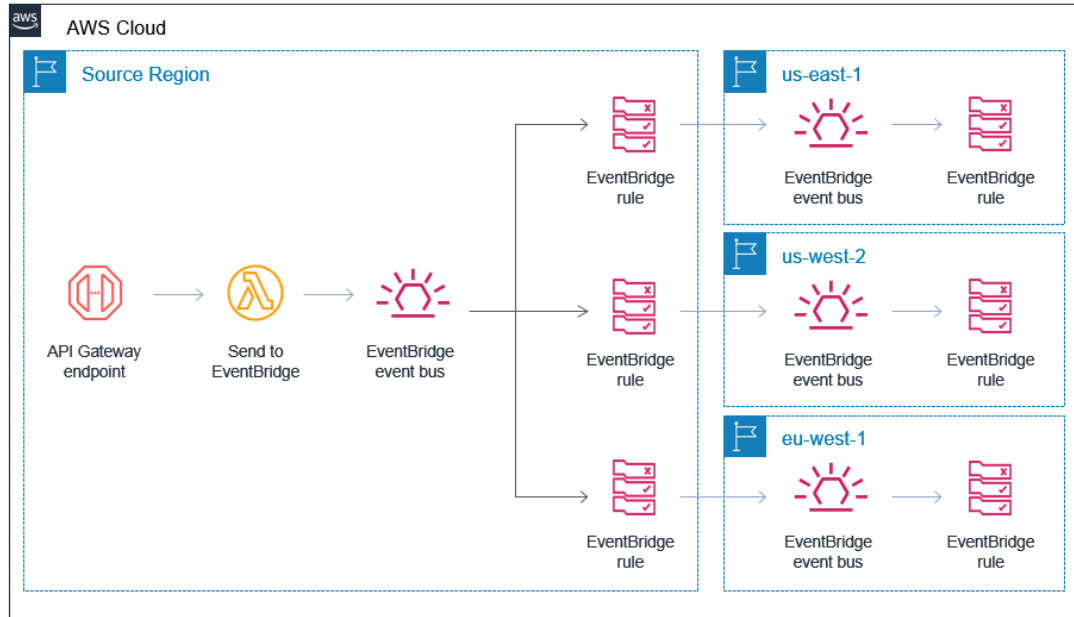 aws
AWS Cloud
Source Region
API Gateway
endpoint
Send to
EventBridge
EventBridge
event bus
EventBridge
rule
EventBridge
rule
EventBridge
rule
us-east-1
EventBridge
event bus
EventBridge
rule
us-west-2
EventBridge
event bus
EventBridge
rule
eu-west-1
EventBridge
event bus
EventBridge
rule